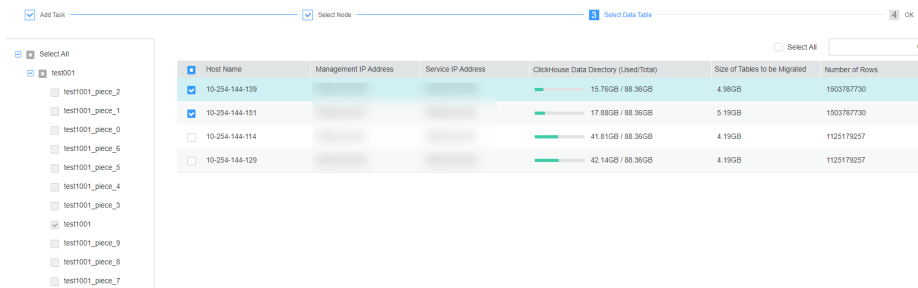 Add Task
Select Node
3 Select Data Table
4 OK
Select All
Select All
test001
test1001_piece_2
test1001_piece_1
test1001_piece_0
test1001_piece_6
test1001_piece_5
test1001_piece_4
test1001_piece_3
test1001
test1001_piece_9
test1001_piece_8
test1001_piece_7
Host Name Management IP Address Service IP Address ClickHouse Data Directory (Used/Total) Size of Tables to be Migrated Number of Rows
10-254-144-139 15.76GB / 88.36GB 4.98GB 1503787730
10-254-144-151 17.88GB / 88.36GB 5.19GB 1503787730
10-254-144-114 41.81GB / 88.36GB 4.19GB 1125179257
10-254-144-129 42.14GB / 88.36GB 4.19GB 1125179257